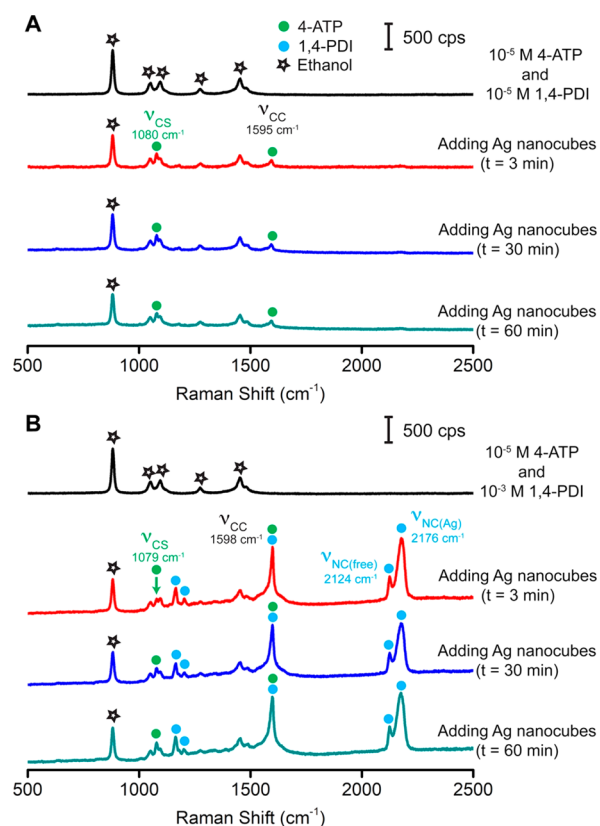 A
4-ATP
1,4-PDI
Ethanol
500 cps
10⁻⁵ M 4-ATP
and
10⁻⁵ M 1,4-PDI
νCS
1080 cm⁻¹
νCC
1595 cm⁻¹
Adding Ag nanocubes
(t = 3 min)
Adding Ag nanocubes
(t = 30 min)
Adding Ag nanocubes
(t = 60 min)
500 1000 1500 2000 2500
Raman Shift (cm⁻¹)
B
500 cps
10⁻⁵ M 4-ATP
and
10⁻³ M 1,4-PDI
νCS
1079 cm⁻¹
νCC
1598 cm⁻¹
νNC(free)
2124 cm⁻¹
νNC(Ag)
2176 cm⁻¹
Adding Ag nanocubes
(t = 3 min)
Adding Ag nanocubes
(t = 30 min)
Adding Ag nanocubes
(t = 60 min)
500 1000 1500 2000 2500
Raman Shift (cm⁻¹)